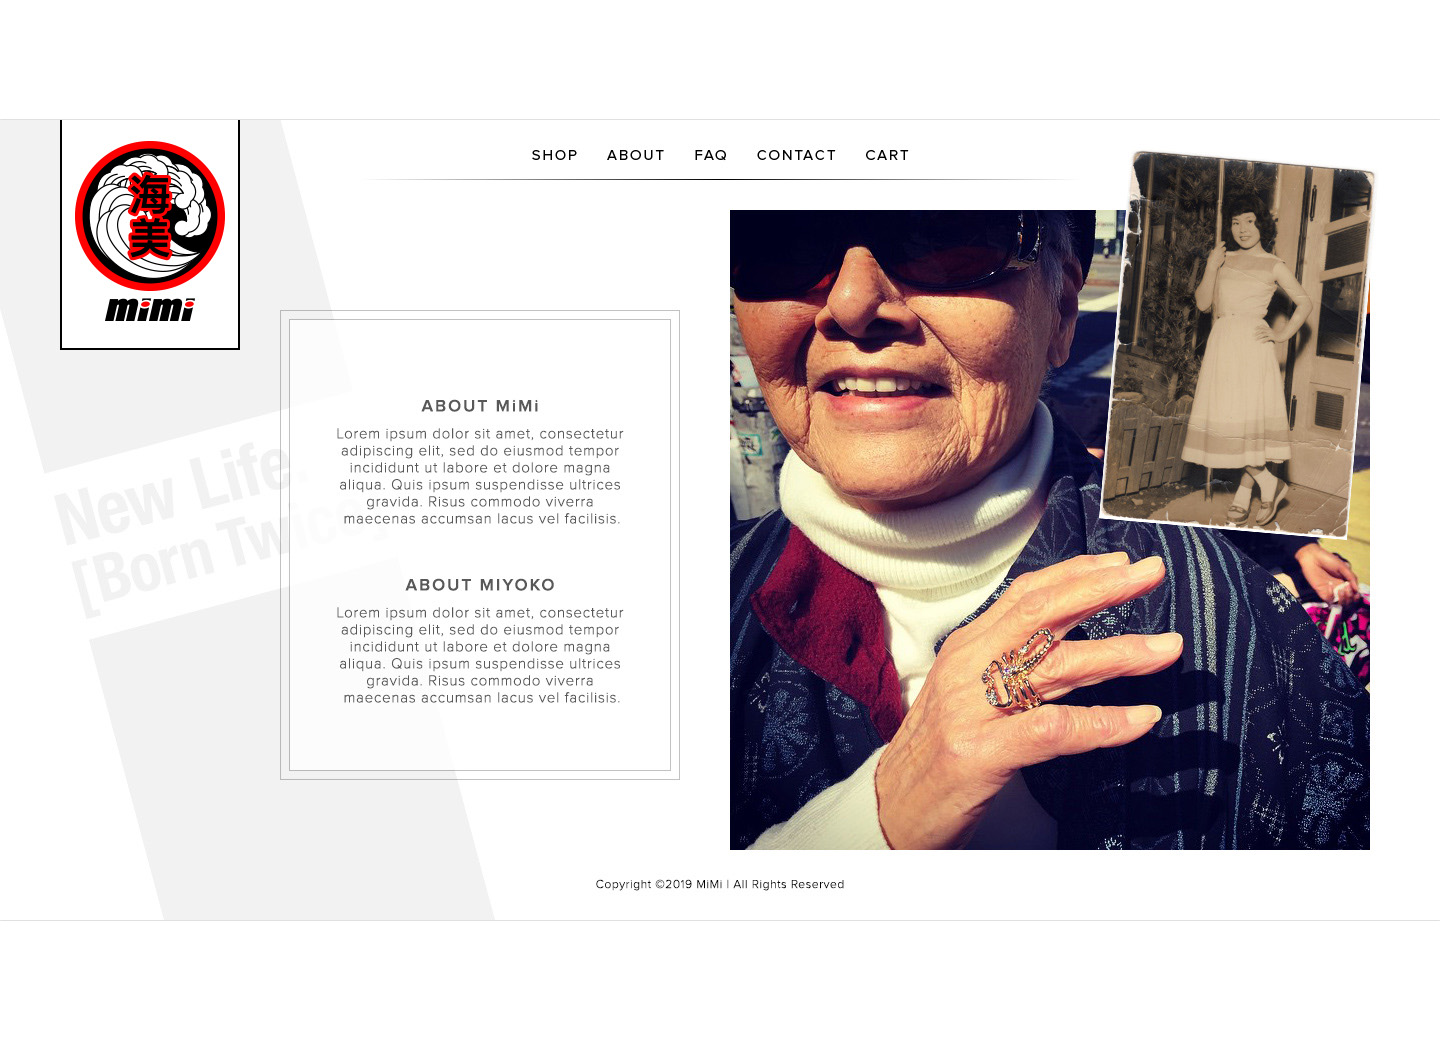 海
美
mimi
SHOP ABOUT FAQ CONTACT CART
New Life.
[Born Twice]
ABOUT MiMi
Lorem ipsum dolor sit amet, consectetur
adipiscing elit, sed do eiusmod tempor
incididunt ut labore et dolore magna
aliqua. Quis ipsum suspendisse ultrices
gravida. Risus commodo viverra
maecenas accumsan lacus vel facilisis.
ABOUT MIYOKO
Lorem ipsum dolor sit amet, consectetur
adipiscing elit, sed do eiusmod tempor
incididunt ut labore et dolore magna
aliqua. Quis ipsum suspendisse ultrices
gravida. Risus commodo viverra
maecenas accumsan lacus vel facilisis.
Copyright ©2019 MiMi | All Rights Reserved